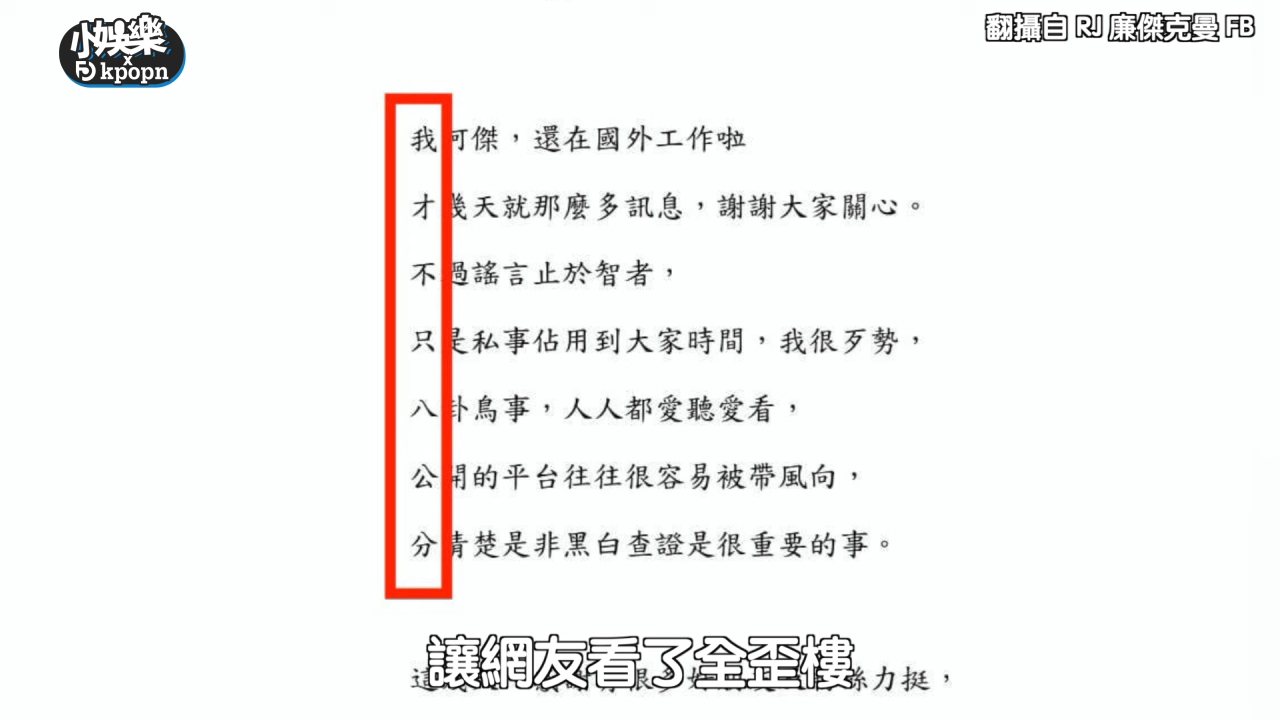 小娛樂
x
kpopn
翻攝自 RJ 廉傑克曼 FB
我阿傑，還在國外工作啦
才幾天就那麼多訊息，謝謝大家關心。
不過謠言止於智者，
只是私事佔用到大家時間，我很歹勢，
八卦鳥事，人人都愛聽愛看，
公開的平台往往很容易被帶風向，
分清楚是非黑白查證是很重要的事。
讓網友看了全歪樓
這 力挺，